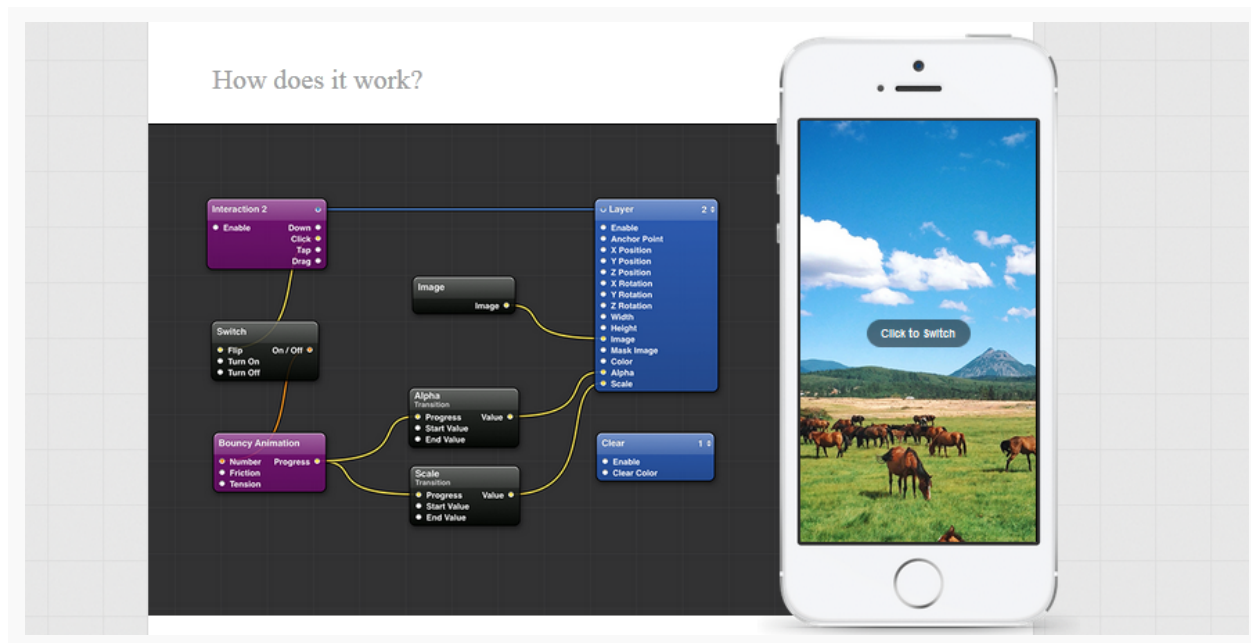 How does it work?
Interaction 2
Enable
Down
Click
Tap
Drag
Switch
Flip
On / Off
Turn On
Turn Off
Bouncy Animation
Number
Progress
Friction
Tension
Image
Image
Alpha
Transition
Progress
Value
Start Value
End Value
Scale
Transition
Progress
Value
Start Value
End Value
Layer
2
Enable
Anchor Point
X Position
Y Position
Z Position
X Rotation
Y Rotation
Z Rotation
Width
Height
Image
Mask Image
Color
Alpha
Scale
Clear
1
Enable
Clear Color
Click to Switch